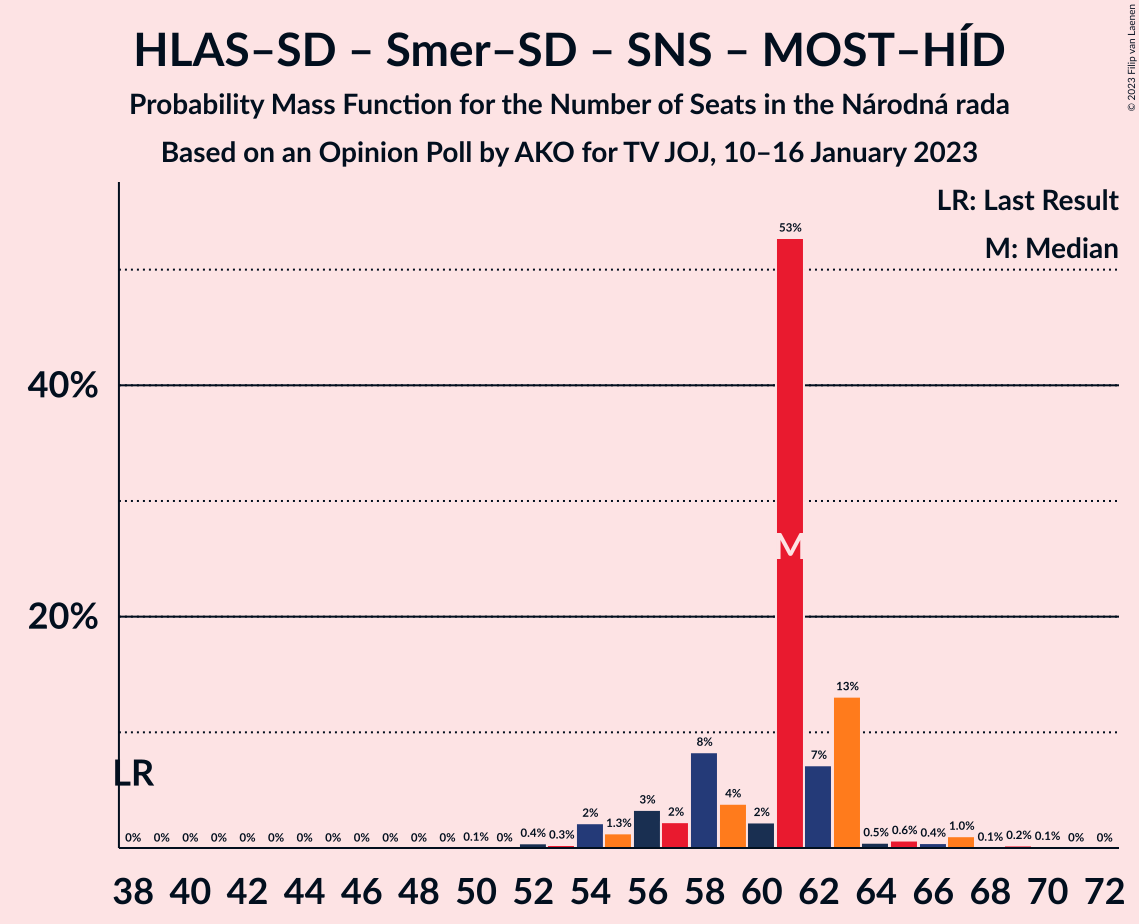 HLAS–SD – Smer–SD – SNS – MOST–HÍD
Probability Mass Function for the Number of Seats in the Národná rada
Based on an Opinion Poll by AKO for TV JOJ, 10–16 January 2023
© 2023 Filip van Laenen
LR: Last Result
M: Median
40%
20%
LR
M
0% 0% 0% 0% 0% 0% 0% 0% 0% 0% 0% 0% 0.1% 0% 0.4% 0.3% 2% 1.3% 3% 2% 8% 4% 2% 53% 7% 13% 0.5% 0.6% 0.4% 1.0% 0.1% 0.2% 0.1% 0% 0%
38 40 42 44 46 48 50 52 54 56 58 60 62 64 66 68 70 72